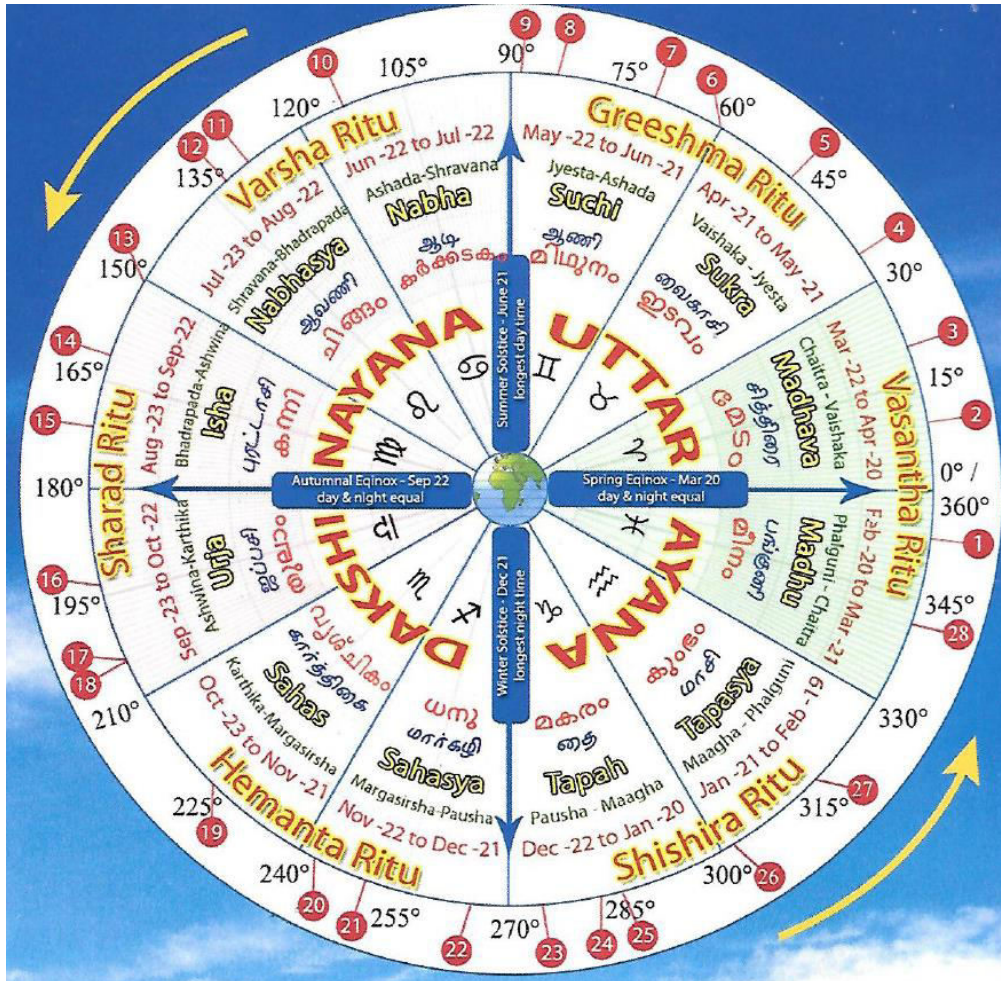 9
8
7
6
5
4
3
2
1
28
27
26
25
24
23
22
21
20
19
18
17
16
15
14
13
12
11
10
90°
75°
60°
45°
30°
15°
0° /
360°
345°
330°
315°
300°
285°
270°
255°
240°
225°
210°
195°
180°
165°
150°
135°
120°
105°
Greeshma Ritu
May -22 to Jun -21
Jyesta-Ashada
Suchi
ஆணி
മിഥുനം
Apr-21 to May -21
Vaishaka - Jyesta
Sukra
வைகாசி
ഇടവം
Vasantha Ritu
Mar -22 to Apr -20
Chaitra - Vaishaka
Madhava
சித்திரை
മേടം
Feb -20 to Mar -21
Phalguni - Chaitra
Madhu
பங்குனி
മീനം
Shishira Ritu
Jan -21 to Feb -19
Maagha - Phalguni
Tapasya
மாசி
കുംഭം
Dec -22 to Jan -20
Pausha - Maagha
Tapah
தை
മകരം
Hemanta Ritu
Nov -22 to Dec -21
Margasirsha-Pausha
Sahasya
மார்கழி
ധനു
Oct -23 to Nov -21
Karthika-Margasirsha
Sahas
கார்த்திகை
വൃശ്ചികം
Sharad Ritu
Sep-23 to Oct -22
Ashwina-Karthika
Urja
ஐப்பசி
തുലാം
Aug-23 to Sep-22
Bhadrapada-Ashwina
Isha
புரட்டாசி
കന്നി
Varsha Ritu
Jul -23 to Aug -22
Shravana-Bhadrapada
Nabhasya
ஆவணி
ചിങ്ങം
Jun -22 to Jul -22
Ashada-Shravana
Nabha
ஆடி
കർക്കടകം
UTTAR
AYANA
DAKSHI
NAYANA
Summer Solstice - June 21
longest day time
Autumnal Eqinox - Sep 22
day & night equal
Spring Eqinox - Mar 20
day & night equal
Winter Solstice - Dec 21
longest night time